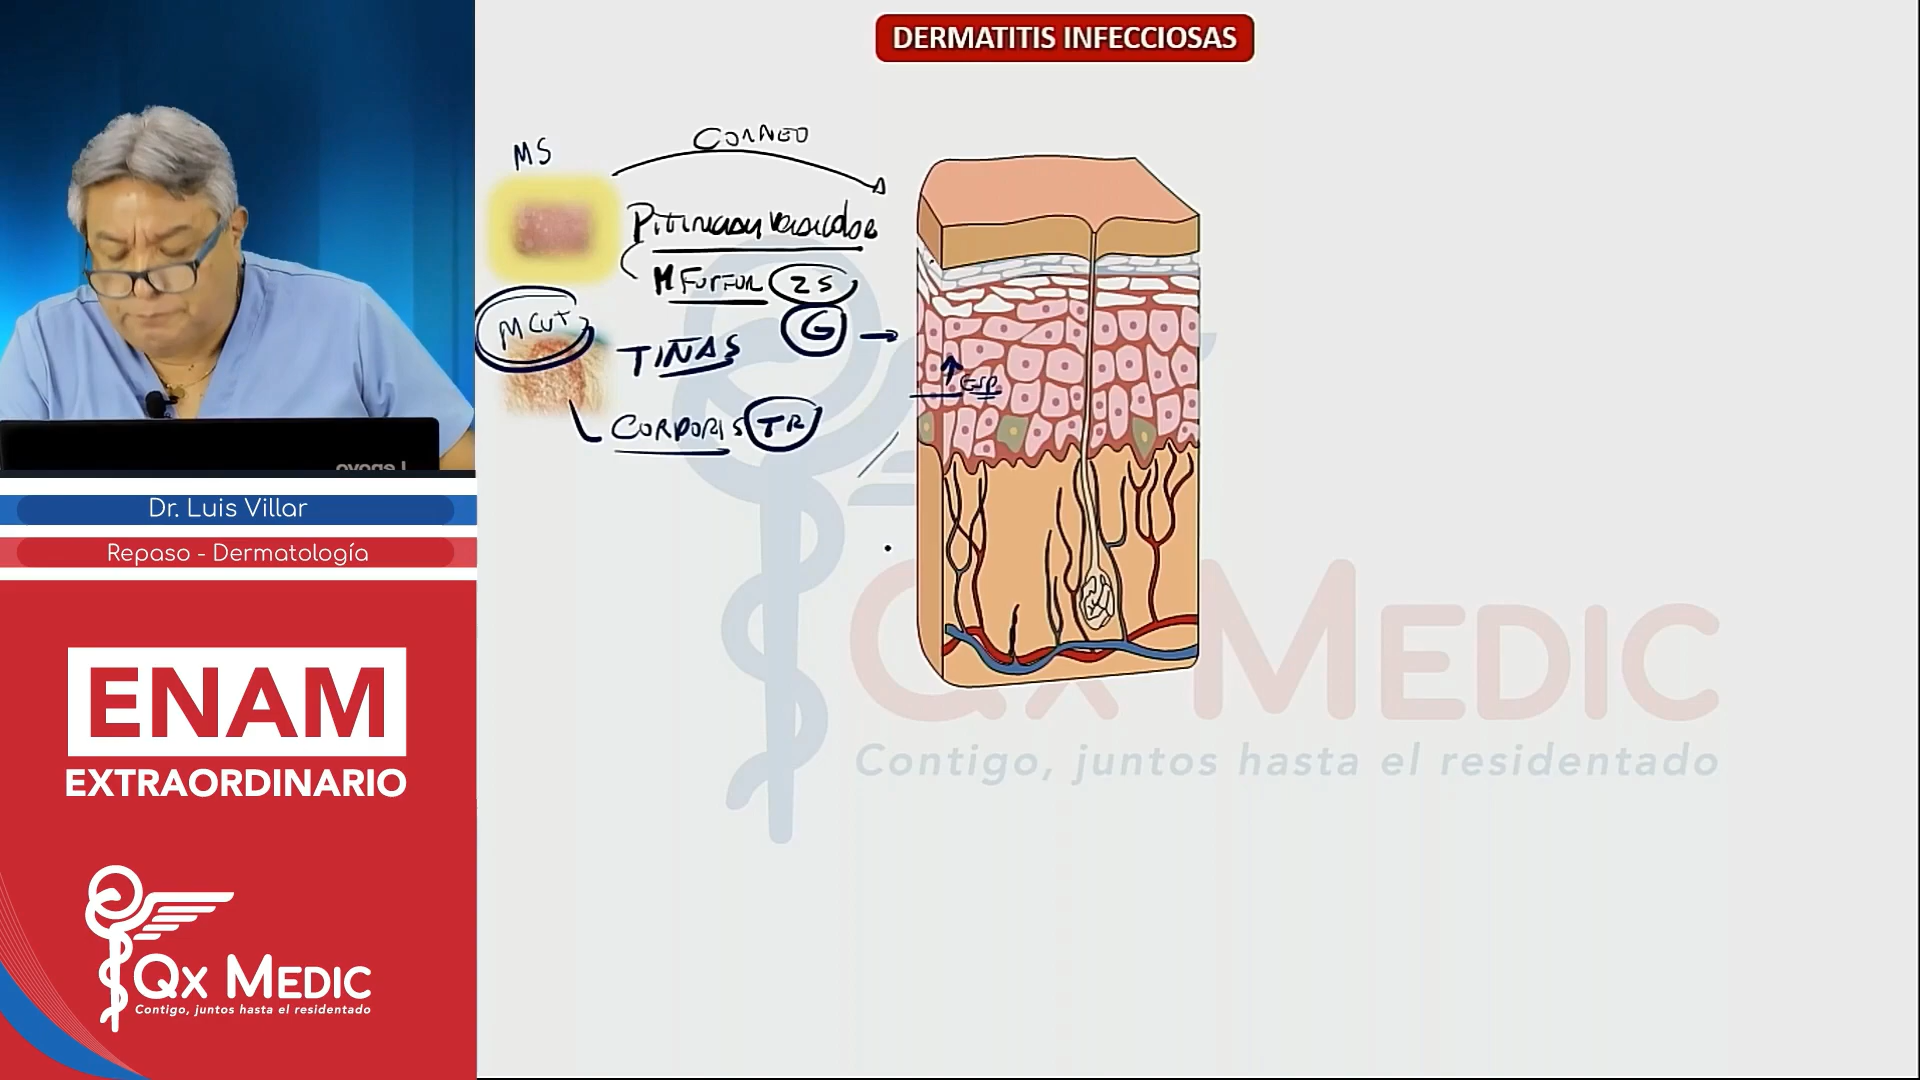 DERMATITIS INFECCIOSAS
MS
CORNEO
Pitiriasis versicolor
M FurFur 2S
G
M CUT
TIÑAS
CORPORIS TR
ESP
Dr. Luis Villar
Repaso - Dermatología
ENAM
EXTRAORDINARIO
Qx MEDIC
Contigo, juntos hasta el residentado
Qx MEDIC
Contigo, juntos hasta el residentado